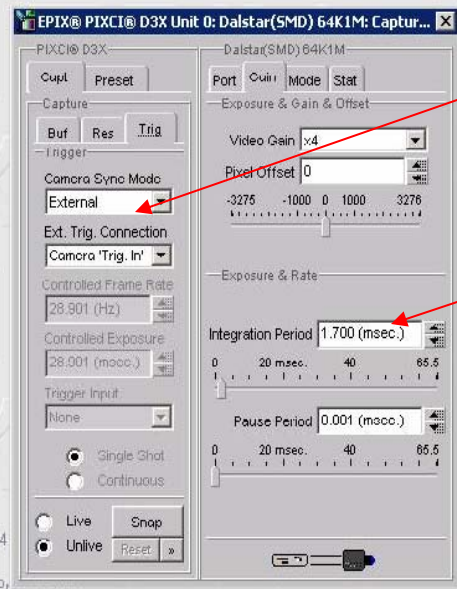 EPIX® PIXCI® D3X Unit 0: Dalstar(SMD) 64K1M: Captur...
PIXCI® D3X
Capt Preset
Capture
Buf Res Trig
Trigger
Camera Sync Mode
External
Ext. Trig. Connection
Camera 'Trig. In'
Controlled Frame Rate
28.901 (Hz)
Controlled Exposure
28.001 (msec.)
Trigger Input
None
Single Shot
Continuous
Live Snap
Unlive Reset »
Dalstar(SMD) 64K1M
Port Gain Mode Stat
Exposure & Gain & Offset
Video Gain x4
Pixel Offset 0
-3275 -1000 0 1000 3276
Exposure & Rate
Integration Period 1.700 (msec.)
0 20 msec. 40 65.5
Pause Period 0.001 (msec.)
0 20 msec. 40 65.5